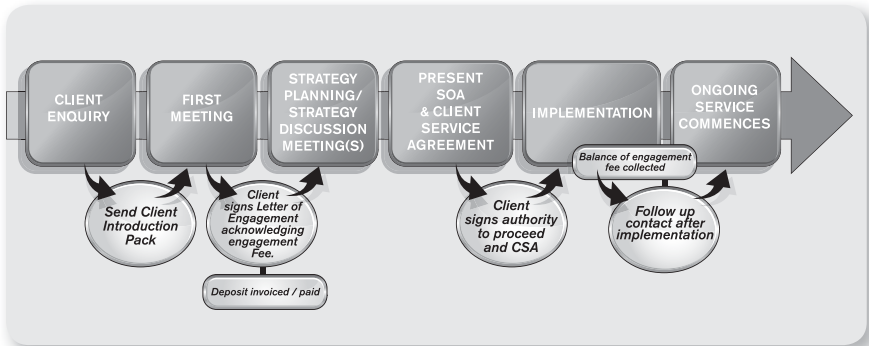 CLIENT
ENQUIRY
FIRST
MEETING
STRATEGY
PLANNING/
STRATEGY
DISCUSSION
MEETING(S)
PRESENT
SOA
& CLIENT
SERVICE
AGREEMENT
IMPLEMENTATION
ONGOING
SERVICE
COMMENCES
Send Client
Introduction
Pack
Client
signs Letter of
Engagement
acknowledging
engagement
Fee.
Deposit invoiced / paid
Client
signs authority
to proceed
and CSA
Balance of engagement
fee collected
Follow up
contact after
implementation